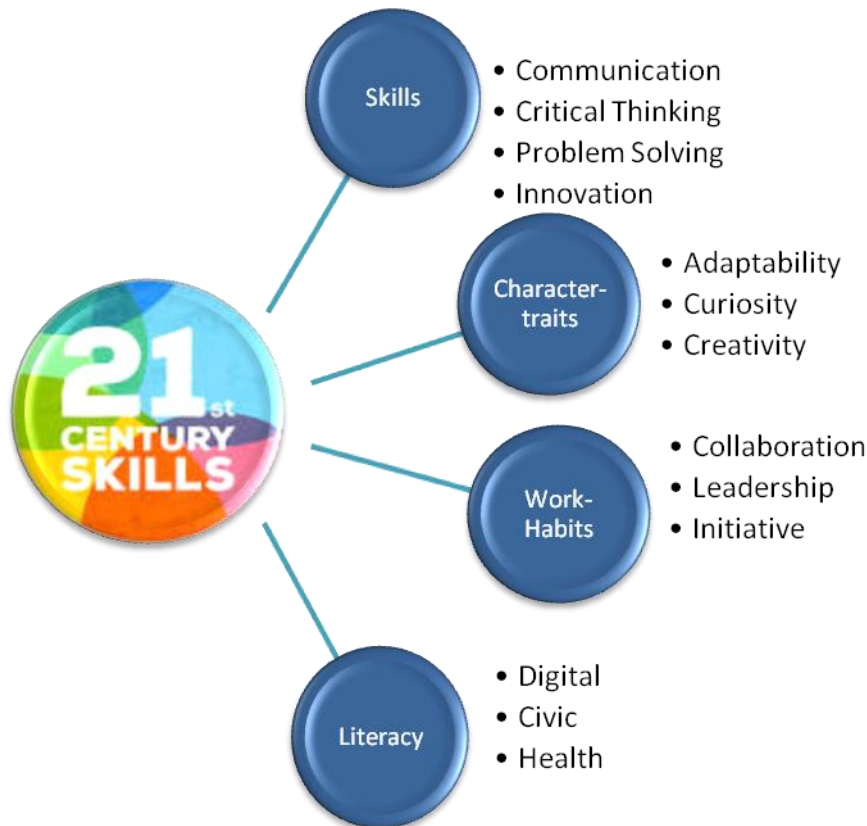 Skills
• Communication
• Critical Thinking
• Problem Solving
• Innovation
Character-
traits
• Adaptability
• Curiosity
• Creativity
21st
CENTURY
SKILLS
Work-
Habits
• Collaboration
• Leadership
• Initiative
Literacy
• Digital
• Civic
• Health